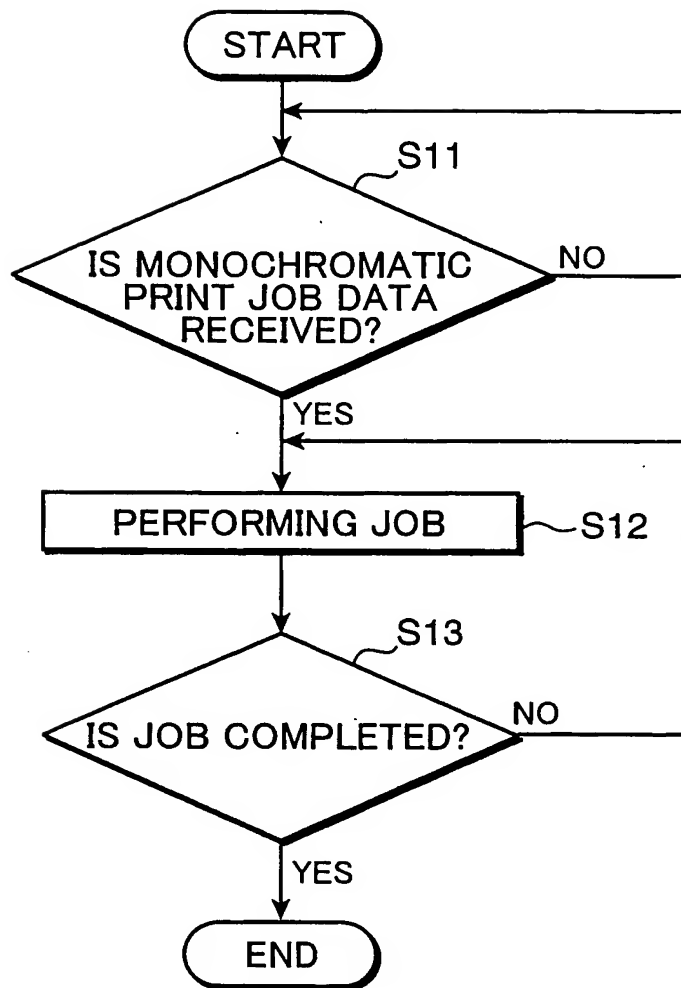 START
S11
IS MONOCHROMATIC
PRINT JOB DATA
RECEIVED?
NO
YES
PERFORMING JOB
S12
S13
IS JOB COMPLETED?
NO
YES
END